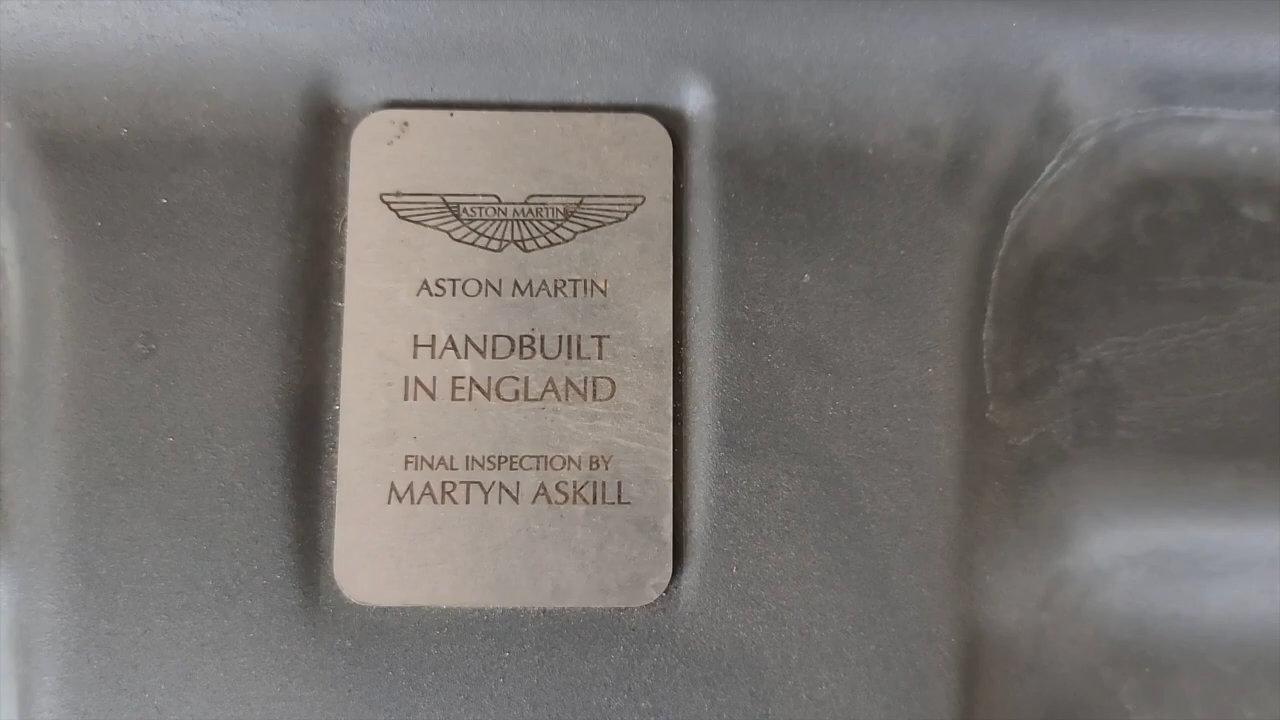 ASTON MARTIN
ASTON MARTIN
HANDBUILT
IN ENGLAND
FINAL INSPECTION BY
MARTYN ASKILL